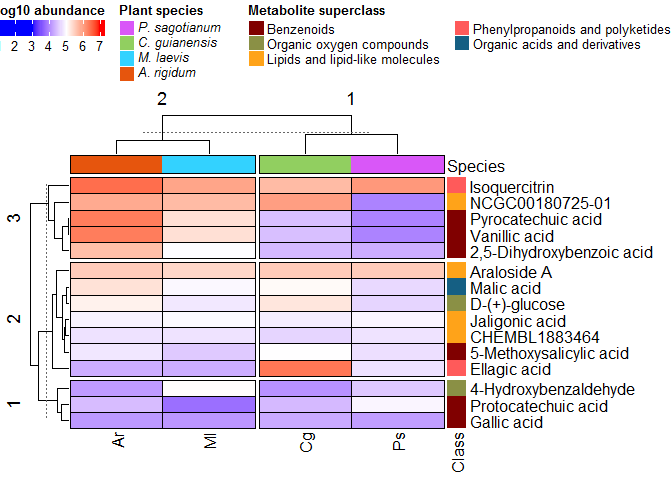 og10 abundance
2 3 4 5 6 7
Plant species
P. sagotianum
C. guianensis
M. laevis
A. rigidum
Metabolite superclass
Benzenoids
Organic oxygen compounds
Lipids and lipid-like molecules
Phenylpropanoids and polyketides
Organic acids and derivatives
2 1
Species
3
Isoquercitrin
NCGC00180725-01
Pyrocatechuic acid
Vanillic acid
2,5-Dihydroxybenzoic acid
2
Araloside A
Malic acid
D-(+)-glucose
Jaligonic acid
CHEMBL1883464
5-Methoxysalicylic acid
Ellagic acid
1
4-Hydroxybenzaldehyde
Protocatechuic acid
Gallic acid
Ar Ml Cg Ps Class